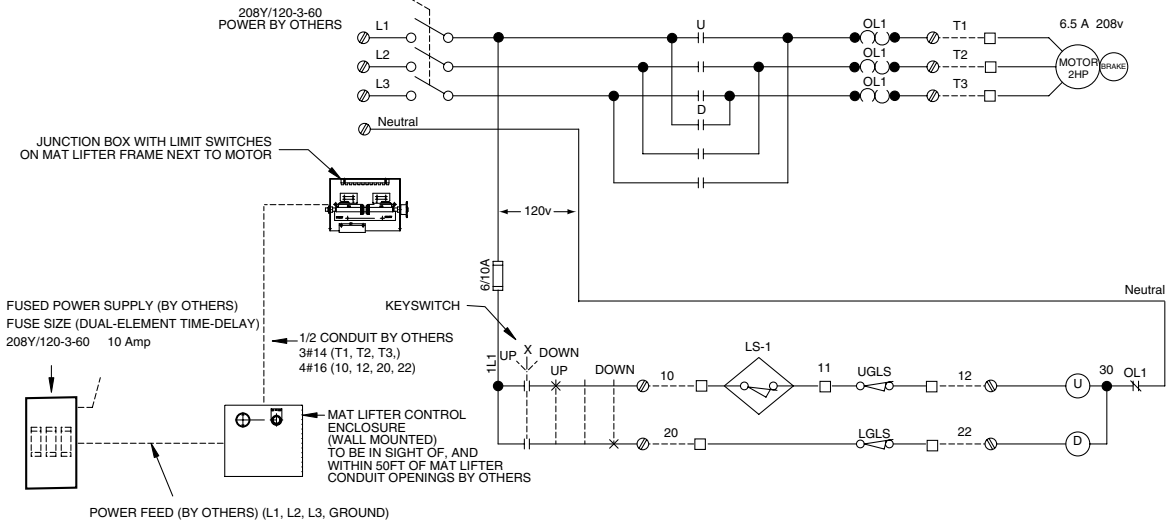 208Y/120-3-60
POWER BY OTHERS
L1
U
OL1
T1
6.5 A 208v
L2
OL1
T2
MOTOR
2HP
BRAKE
L3
OL1
T3
D
Neutral
JUNCTION BOX WITH LIMIT SWITCHES
ON MAT LIFTER FRAME NEXT TO MOTOR
120v
6/10A
Neutral
FUSED POWER SUPPLY (BY OTHERS)
FUSE SIZE (DUAL-ELEMENT TIME-DELAY)
208Y/120-3-60 10 Amp
KEYSWITCH
1/2 CONDUIT BY OTHERS
3#14 (T1, T2, T3,)
4#16 (10, 12, 20, 22)
1L1
UP X DOWN
UP
DOWN
10
LS-1
11
UGLS
12
U
30
OL1
MAT LIFTER CONTROL
ENCLOSURE
(WALL MOUNTED)
TO BE IN SIGHT OF, AND
WITHIN 50FT OF MAT LIFTER
CONDUIT OPENINGS BY OTHERS
20
LGLS
22
D
POWER FEED (BY OTHERS) (L1, L2, L3, GROUND)